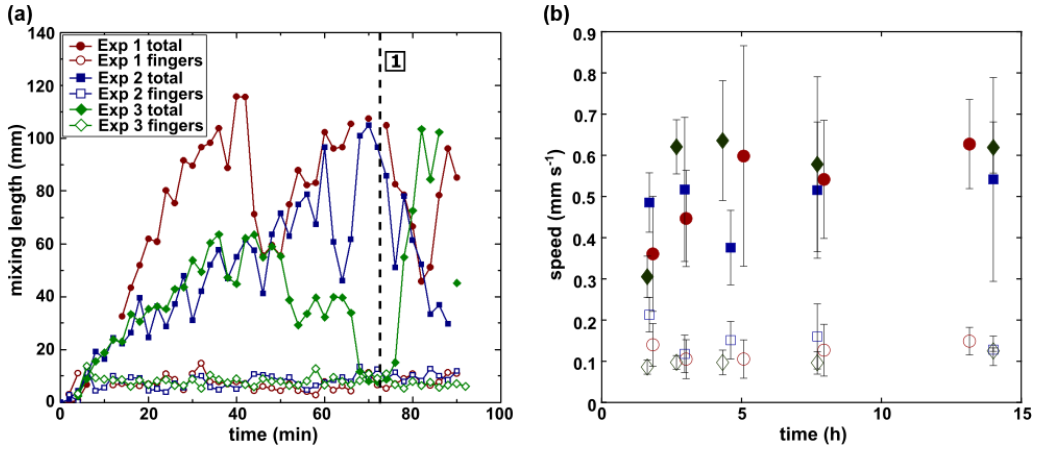 (a)
140
120
100
80
60
40
20
0
mixing length (mm)
Exp 1 total
Exp 1 fingers
Exp 2 total
Exp 2 fingers
Exp 3 total
Exp 3 fingers
1
0 20 40 60 80 100
time (min)
(b)
0.9
0.8
0.7
0.6
0.5
0.4
0.3
0.2
0.1
0
speed (mm s⁻¹)
0 5 10 15
time (h)